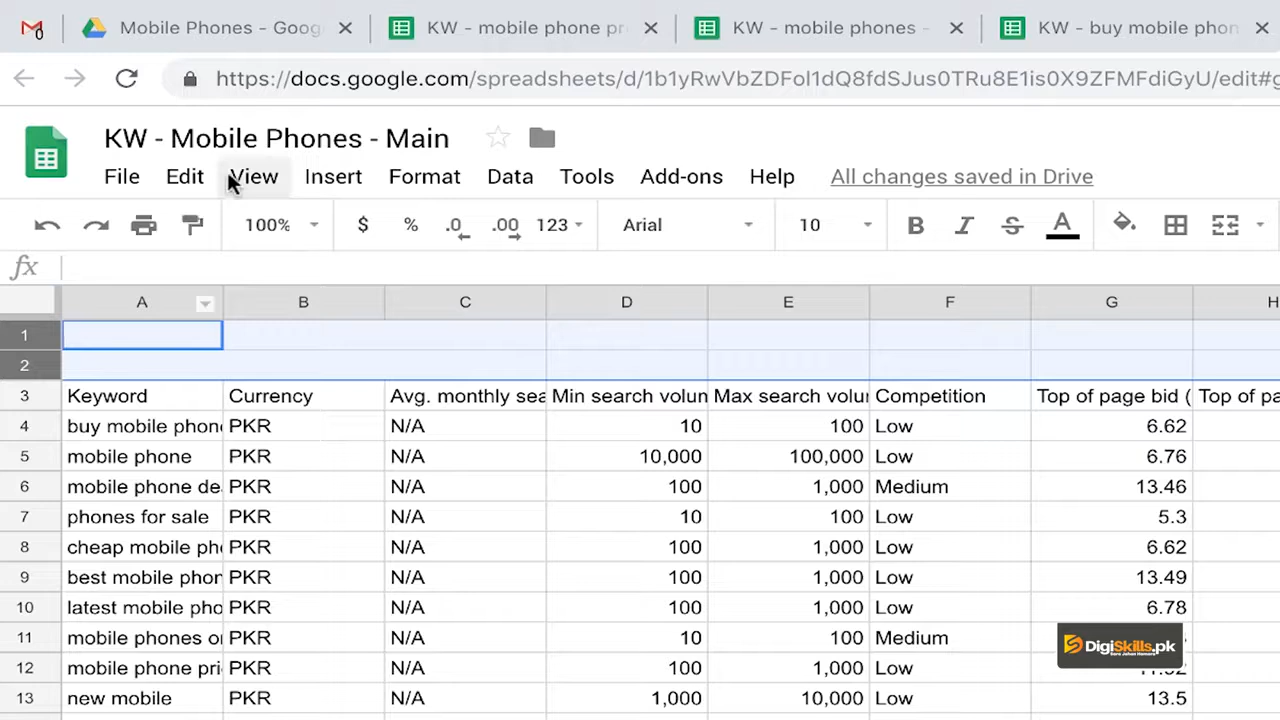 Mobile Phones - Goog
KW - mobile phone pr
KW - mobile phones -
KW - buy mobile phon
https://docs.google.com/spreadsheets/d/1b1yRwVbZDFol1dQ8fdSJus0TRu8E1is0X9ZFMFdiGyU/edit#g
KW - Mobile Phones - Main
File Edit View Insert Format Data Tools Add-ons Help All changes saved in Drive
100% $ % .0 .00 123 Arial 10 B I S A
fx
A B C D E F G H
1
2
3 Keyword Currency Avg. monthly sea Min search volum Max search volu Competition Top of page bid ( Top of pa
4 buy mobile phone PKR N/A 10 100 Low 6.62
5 mobile phone PKR N/A 10,000 100,000 Low 6.76
6 mobile phone de PKR N/A 100 1,000 Medium 13.46
7 phones for sale PKR N/A 10 100 Low 5.3
8 cheap mobile ph PKR N/A 100 1,000 Low 6.62
9 best mobile phon PKR N/A 100 1,000 Low 13.49
10 latest mobile pho PKR N/A 100 1,000 Low 6.78
11 mobile phones o PKR N/A 10 100 Medium
12 mobile phone pri PKR N/A 100 1,000 Low
13 new mobile PKR N/A 1,000 10,000 Low 13.5
DigiSkills.pk